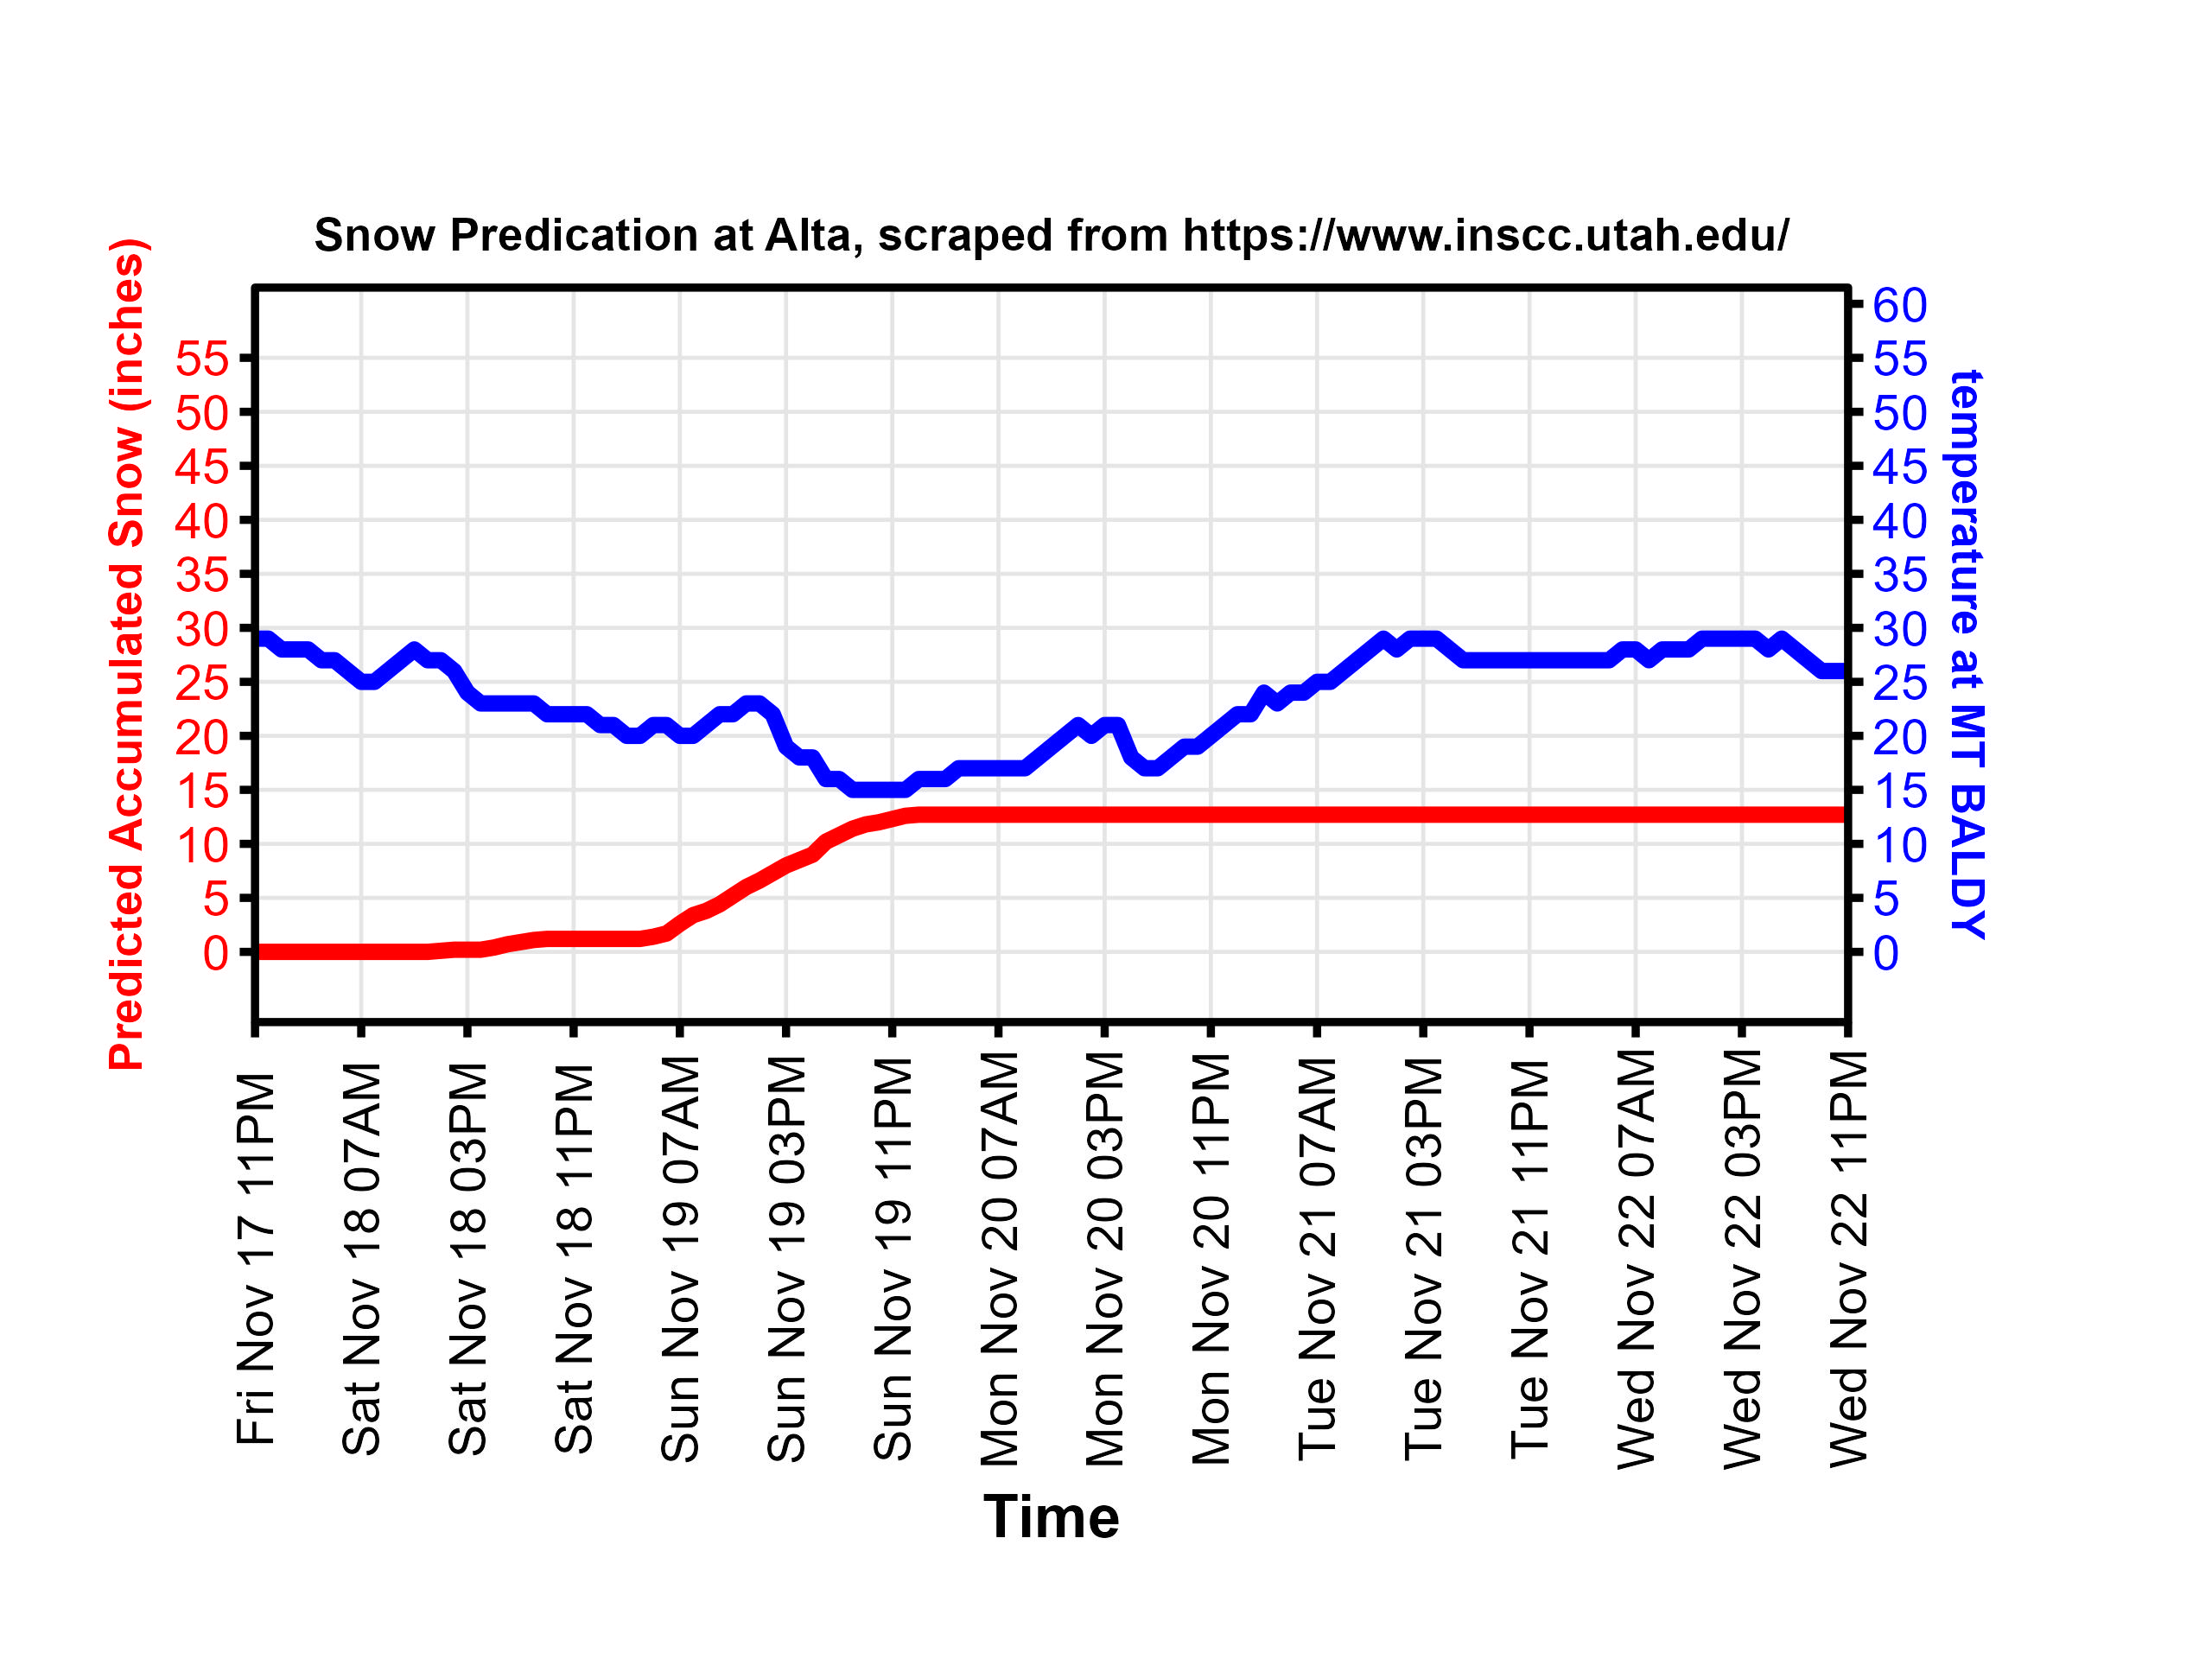 Snow Predication at Alta, scraped from https://www.inscc.utah.edu/
Predicted Accumulated Snow (inches)
55
50
45
40
35
30
25
20
15
10
5
0
60
55
50
45
40
35
30
25
20
15
10
5
0
temperature at MT BALDY
Fri Nov 17 11PM
Sat Nov 18 07AM
Sat Nov 18 03PM
Sat Nov 18 11PM
Sun Nov 19 07AM
Sun Nov 19 03PM
Sun Nov 19 11PM
Mon Nov 20 07AM
Mon Nov 20 03PM
Mon Nov 20 11PM
Tue Nov 21 07AM
Tue Nov 21 03PM
Tue Nov 21 11PM
Wed Nov 22 07AM
Wed Nov 22 03PM
Wed Nov 22 11PM
Time